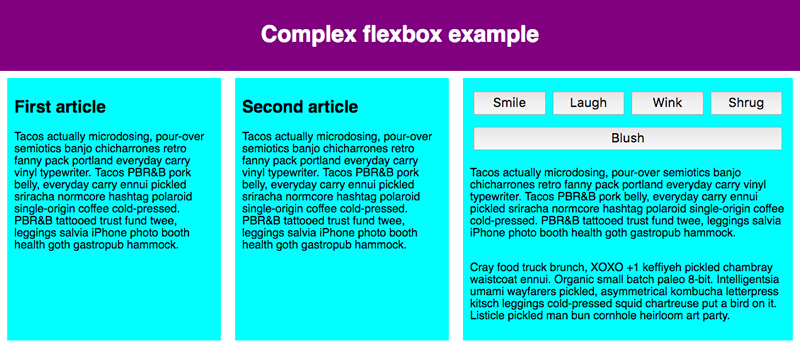 Complex flexbox example
First article
Tacos actually microdosing, pour-over
semiotics banjo chicharrones retro
fanny pack portland everyday carry
vinyl typewriter. Tacos PBR&B pork
belly, everyday carry ennui pickled
sriracha normcore hashtag polaroid
single-origin coffee cold-pressed.
PBR&B tattooed trust fund twee,
leggings salvia iPhone photo booth
health goth gastropub hammock.
Second article
Tacos actually microdosing, pour-over
semiotics banjo chicharrones retro
fanny pack portland everyday carry
vinyl typewriter. Tacos PBR&B pork
belly, everyday carry ennui pickled
sriracha normcore hashtag polaroid
single-origin coffee cold-pressed.
PBR&B tattooed trust fund twee,
leggings salvia iPhone photo booth
health goth gastropub hammock.
Smile Laugh Wink Shrug
Blush
Tacos actually microdosing, pour-over semiotics banjo
chicharrones retro fanny pack portland everyday carry vinyl
typewriter. Tacos PBR&B pork belly, everyday carry ennui
pickled sriracha normcore hashtag polaroid single-origin coffee
cold-pressed. PBR&B tattooed trust fund twee, leggings salvia
iPhone photo booth health goth gastropub hammock.
Cray food truck brunch, XOXO +1 keffiyeh pickled chambray
waistcoat ennui. Organic small batch paleo 8-bit. Intelligentsia
umami wayfarers pickled, asymmetrical kombucha letterpress
kitsch leggings cold-pressed squid chartreuse put a bird on it.
Listicle pickled man bun cornhole heirloom art party.